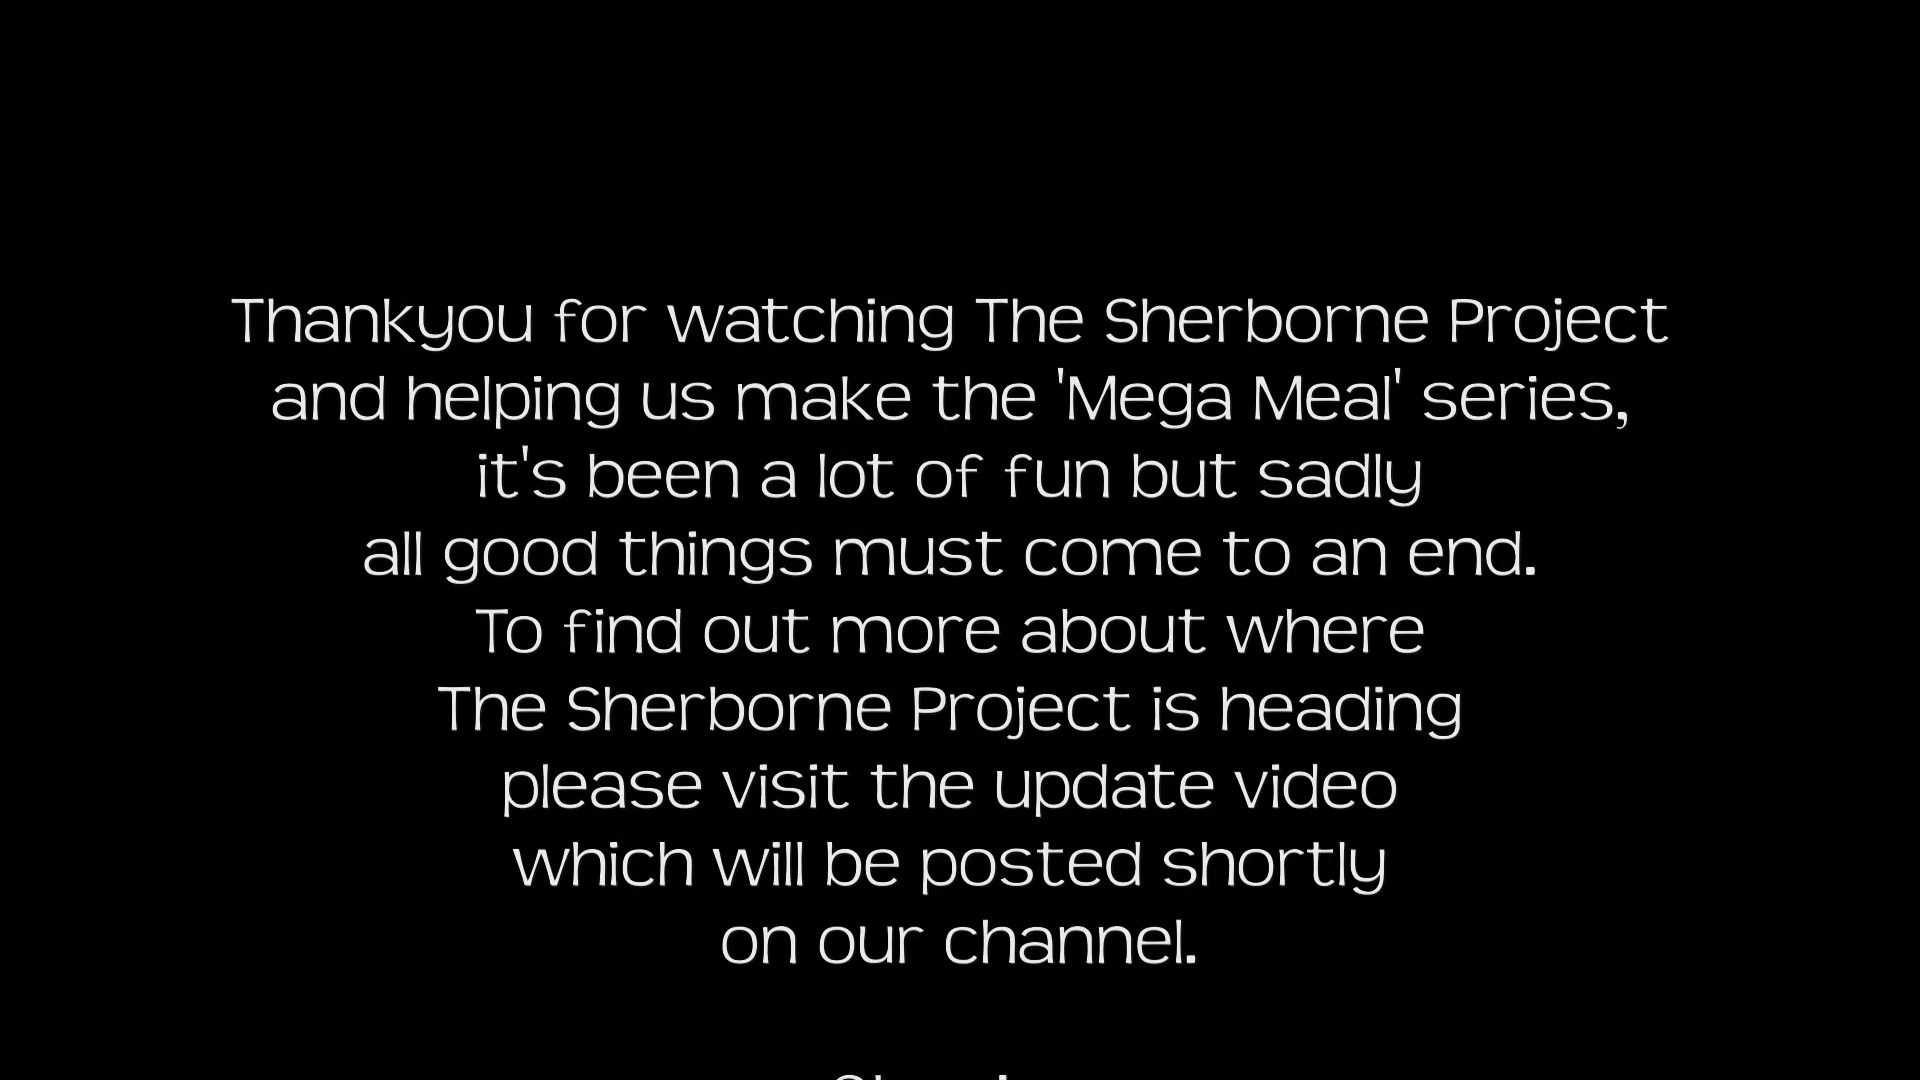 Thankyou for watching The Sherborne Project
and helping us make the 'Mega Meal' series,
it's been a lot of fun but sadly
all good things must come to an end.
To find out more about where
The Sherborne Project is heading
please visit the update video
which will be posted shortly
on our channel.